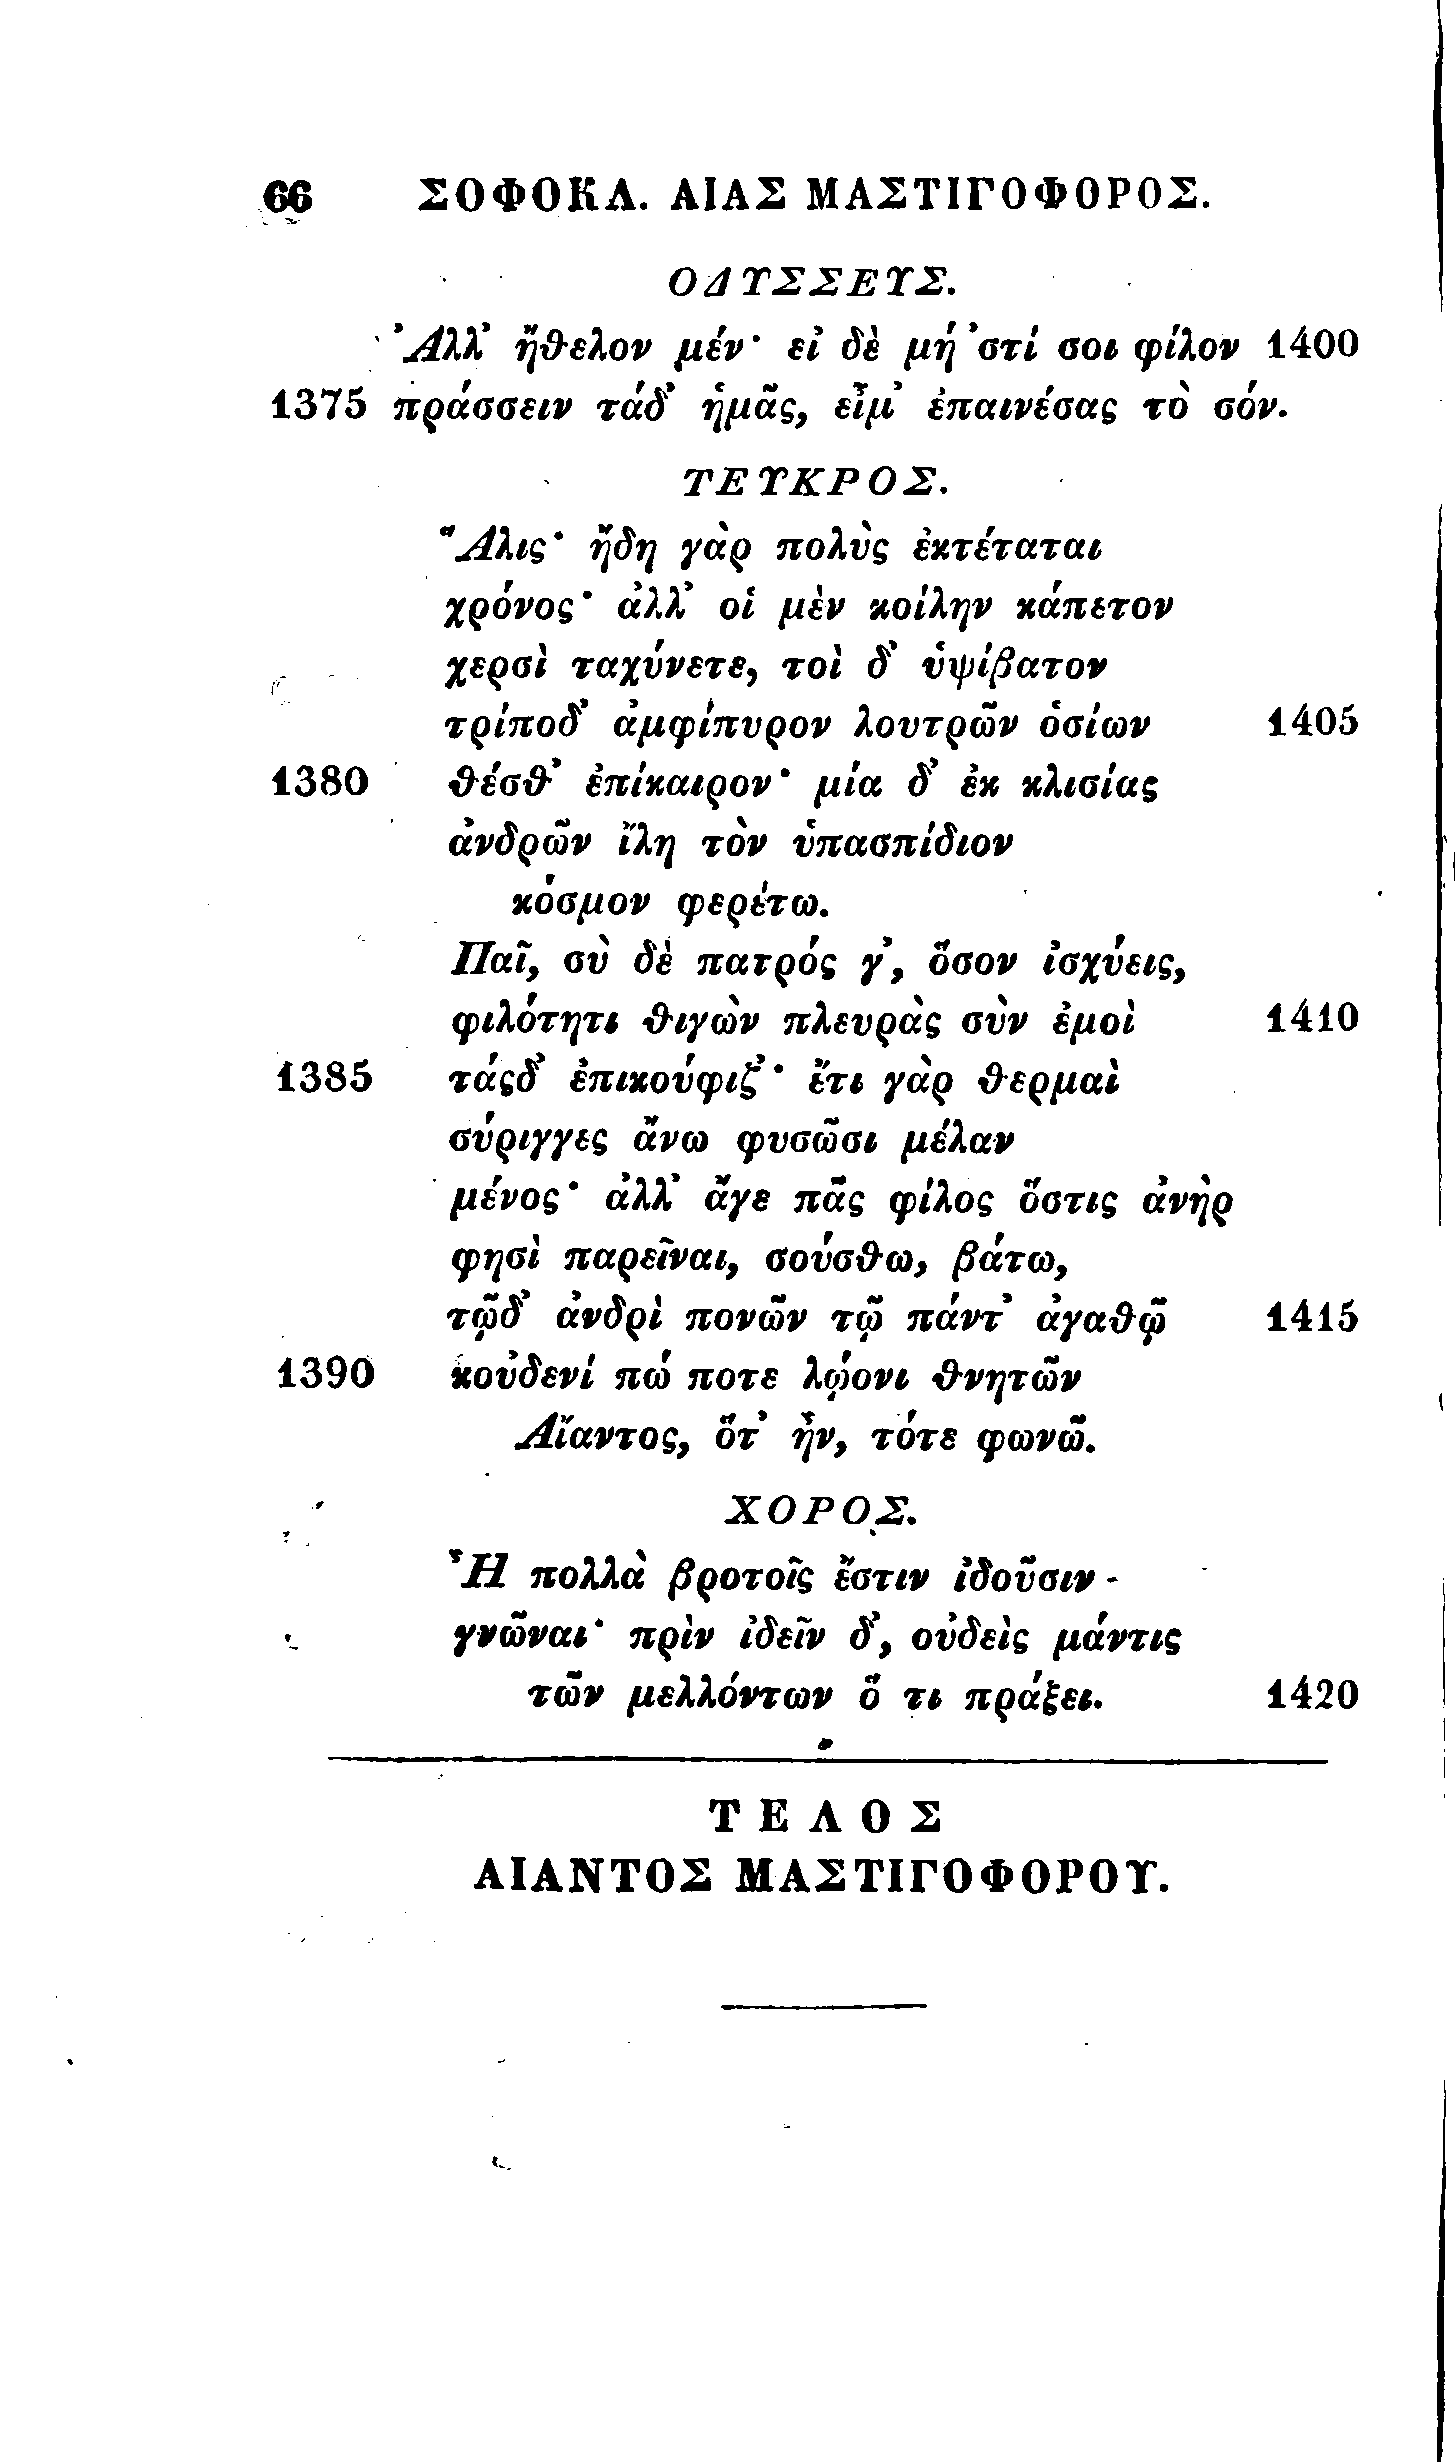 66 ΣΟΦΟΚΛ. ΑΙΑΣ ΜΑΣΤΙΓΟΦΟΡΟΣ.
ΟΔΥΣΣΕΥΣ.
Ἀλλ’ ἤθελον μέν· εἰ δὲ μή ’στί σοι φίλον 1400
1375 πράσσειν τάδ’ ἡμᾶς, εἶμ’ ἐπαινέσας τὸ σόν.
ΤΕΥΚΡΟΣ.
Ἅλις· ἤδη γὰρ πολὺς ἐκτέταται
χρόνος· ἀλλ’ οἱ μὲν κοίλην κάπετον
χερσὶ ταχύνετε, τοὶ δ’ ὑψίβατον
τρίποδ’ ἀμφίπυρον λουτρῶν ὁσίων 1405
1380 θέσθ’ ἐπίκαιρον· μία δ’ ἐκ κλισίας
ἀνδρῶν ἴλη τὸν ὑπασπίδιον
κόσμον φερέτω.
Παῖ, σὺ δὲ πατρός γ’, ὅσον ἰσχύεις,
φιλότητι θιγὼν πλευρὰς σὺν ἐμοὶ 1410
1385 τάςδ’ ἐπικούφιζ’· ἔτι γὰρ θερμαὶ
σύριγγες ἄνω φυσῶσι μέλαν
μένος· ἀλλ’ ἄγε πᾶς φίλος ὅστις ἀνὴρ
φησὶ παρεῖναι, σούσθω, βάτω,
τῷδ’ ἀνδρὶ πονῶν τῷ πάντ’ ἀγαθῷ 1415
1390 κοὐδενί πώ ποτε λῴονι θνητῶν
Αἴαντος, ὅτ’ ἦν, τότε φωνῶ.
ΧΟΡΟΣ.
Ἦ πολλὰ βροτοῖς ἔστιν ἰδοῦσιν
γνῶναι· πρὶν ἰδεῖν δ’, οὐδεὶς μάντις
τῶν μελλόντων ὅ τι πράξει. 1420
ΤΕΛΟΣ
ΑΙΑΝΤΟΣ ΜΑΣΤΙΓΟΦΟΡΟΥ.